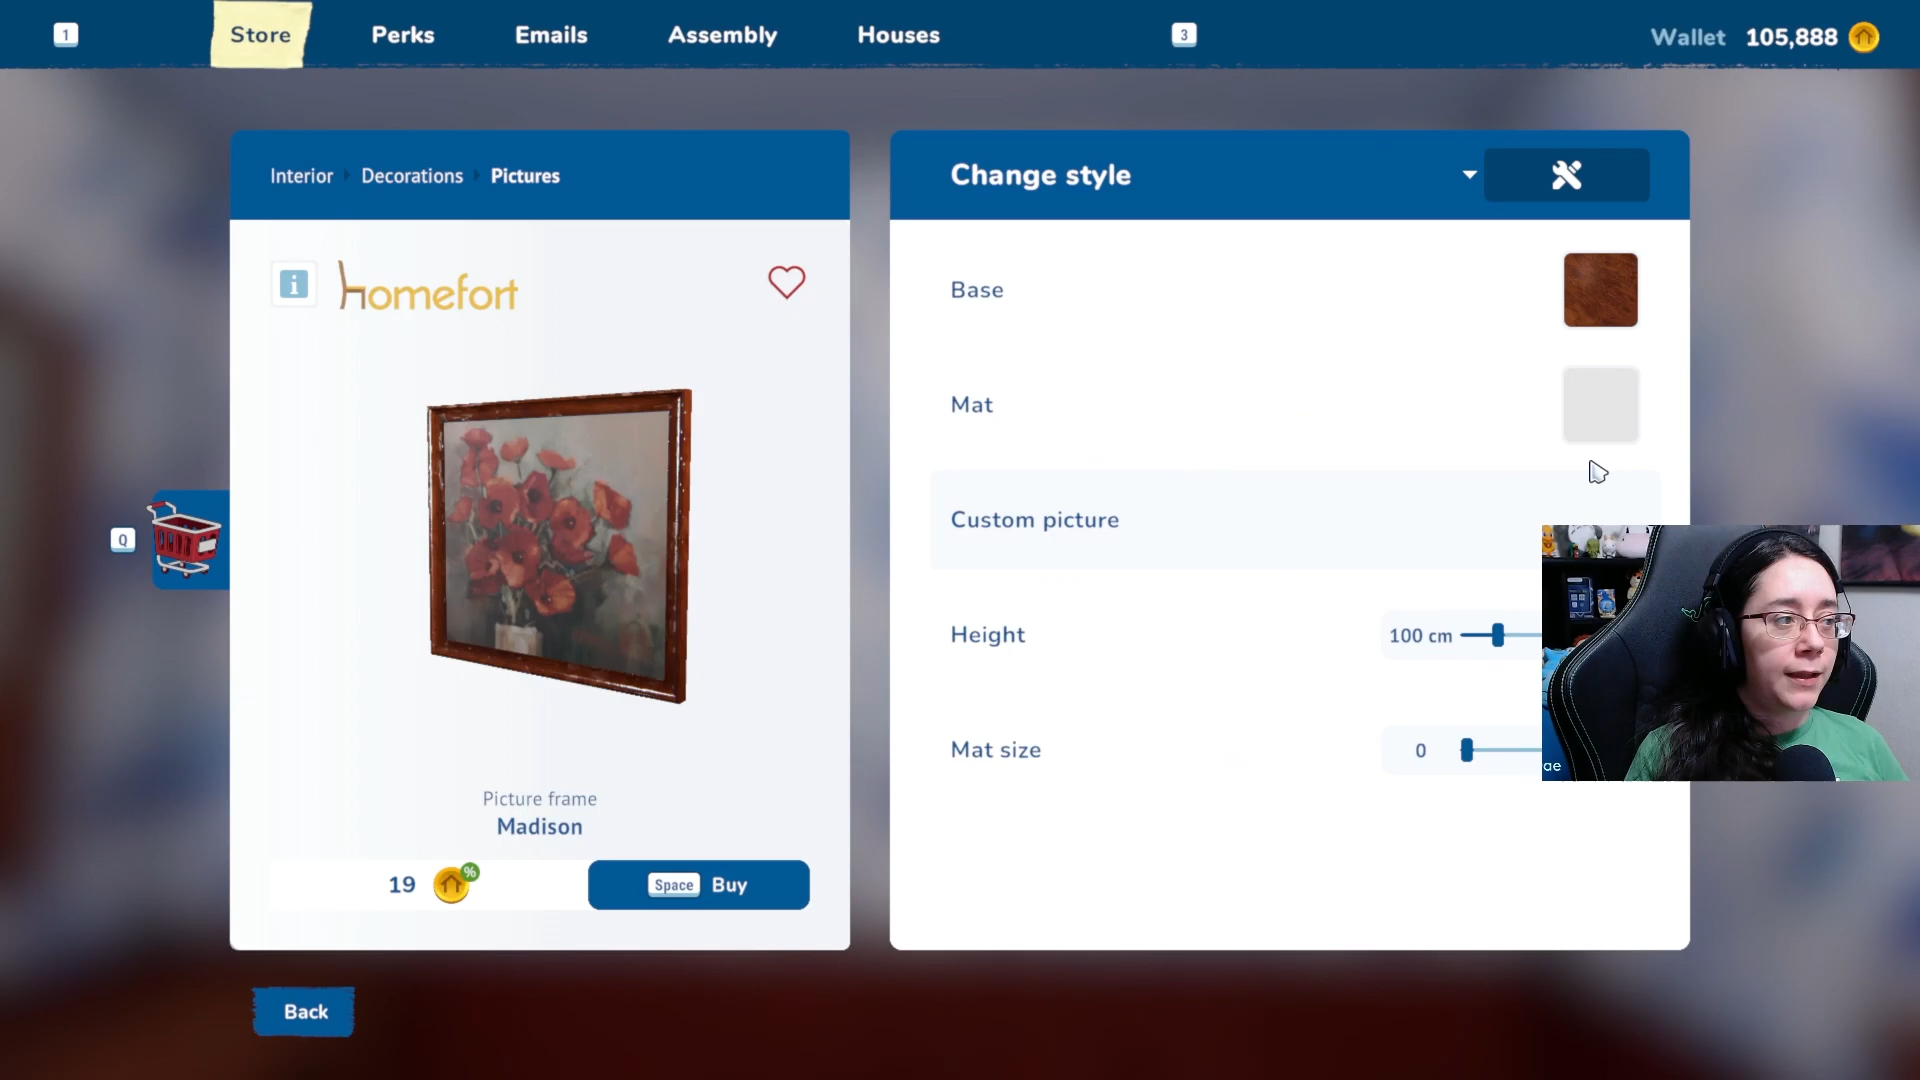 1
Store
Perks
Emails
Assembly
Houses
3
Wallet 105,888
Interior
Decorations
Pictures
Change style
i
homefort
Base
Mat
Custom picture
Q
Height
100 cm
Mat size
0
ae
Picture frame
Madison
19
%
Space
Buy
Back